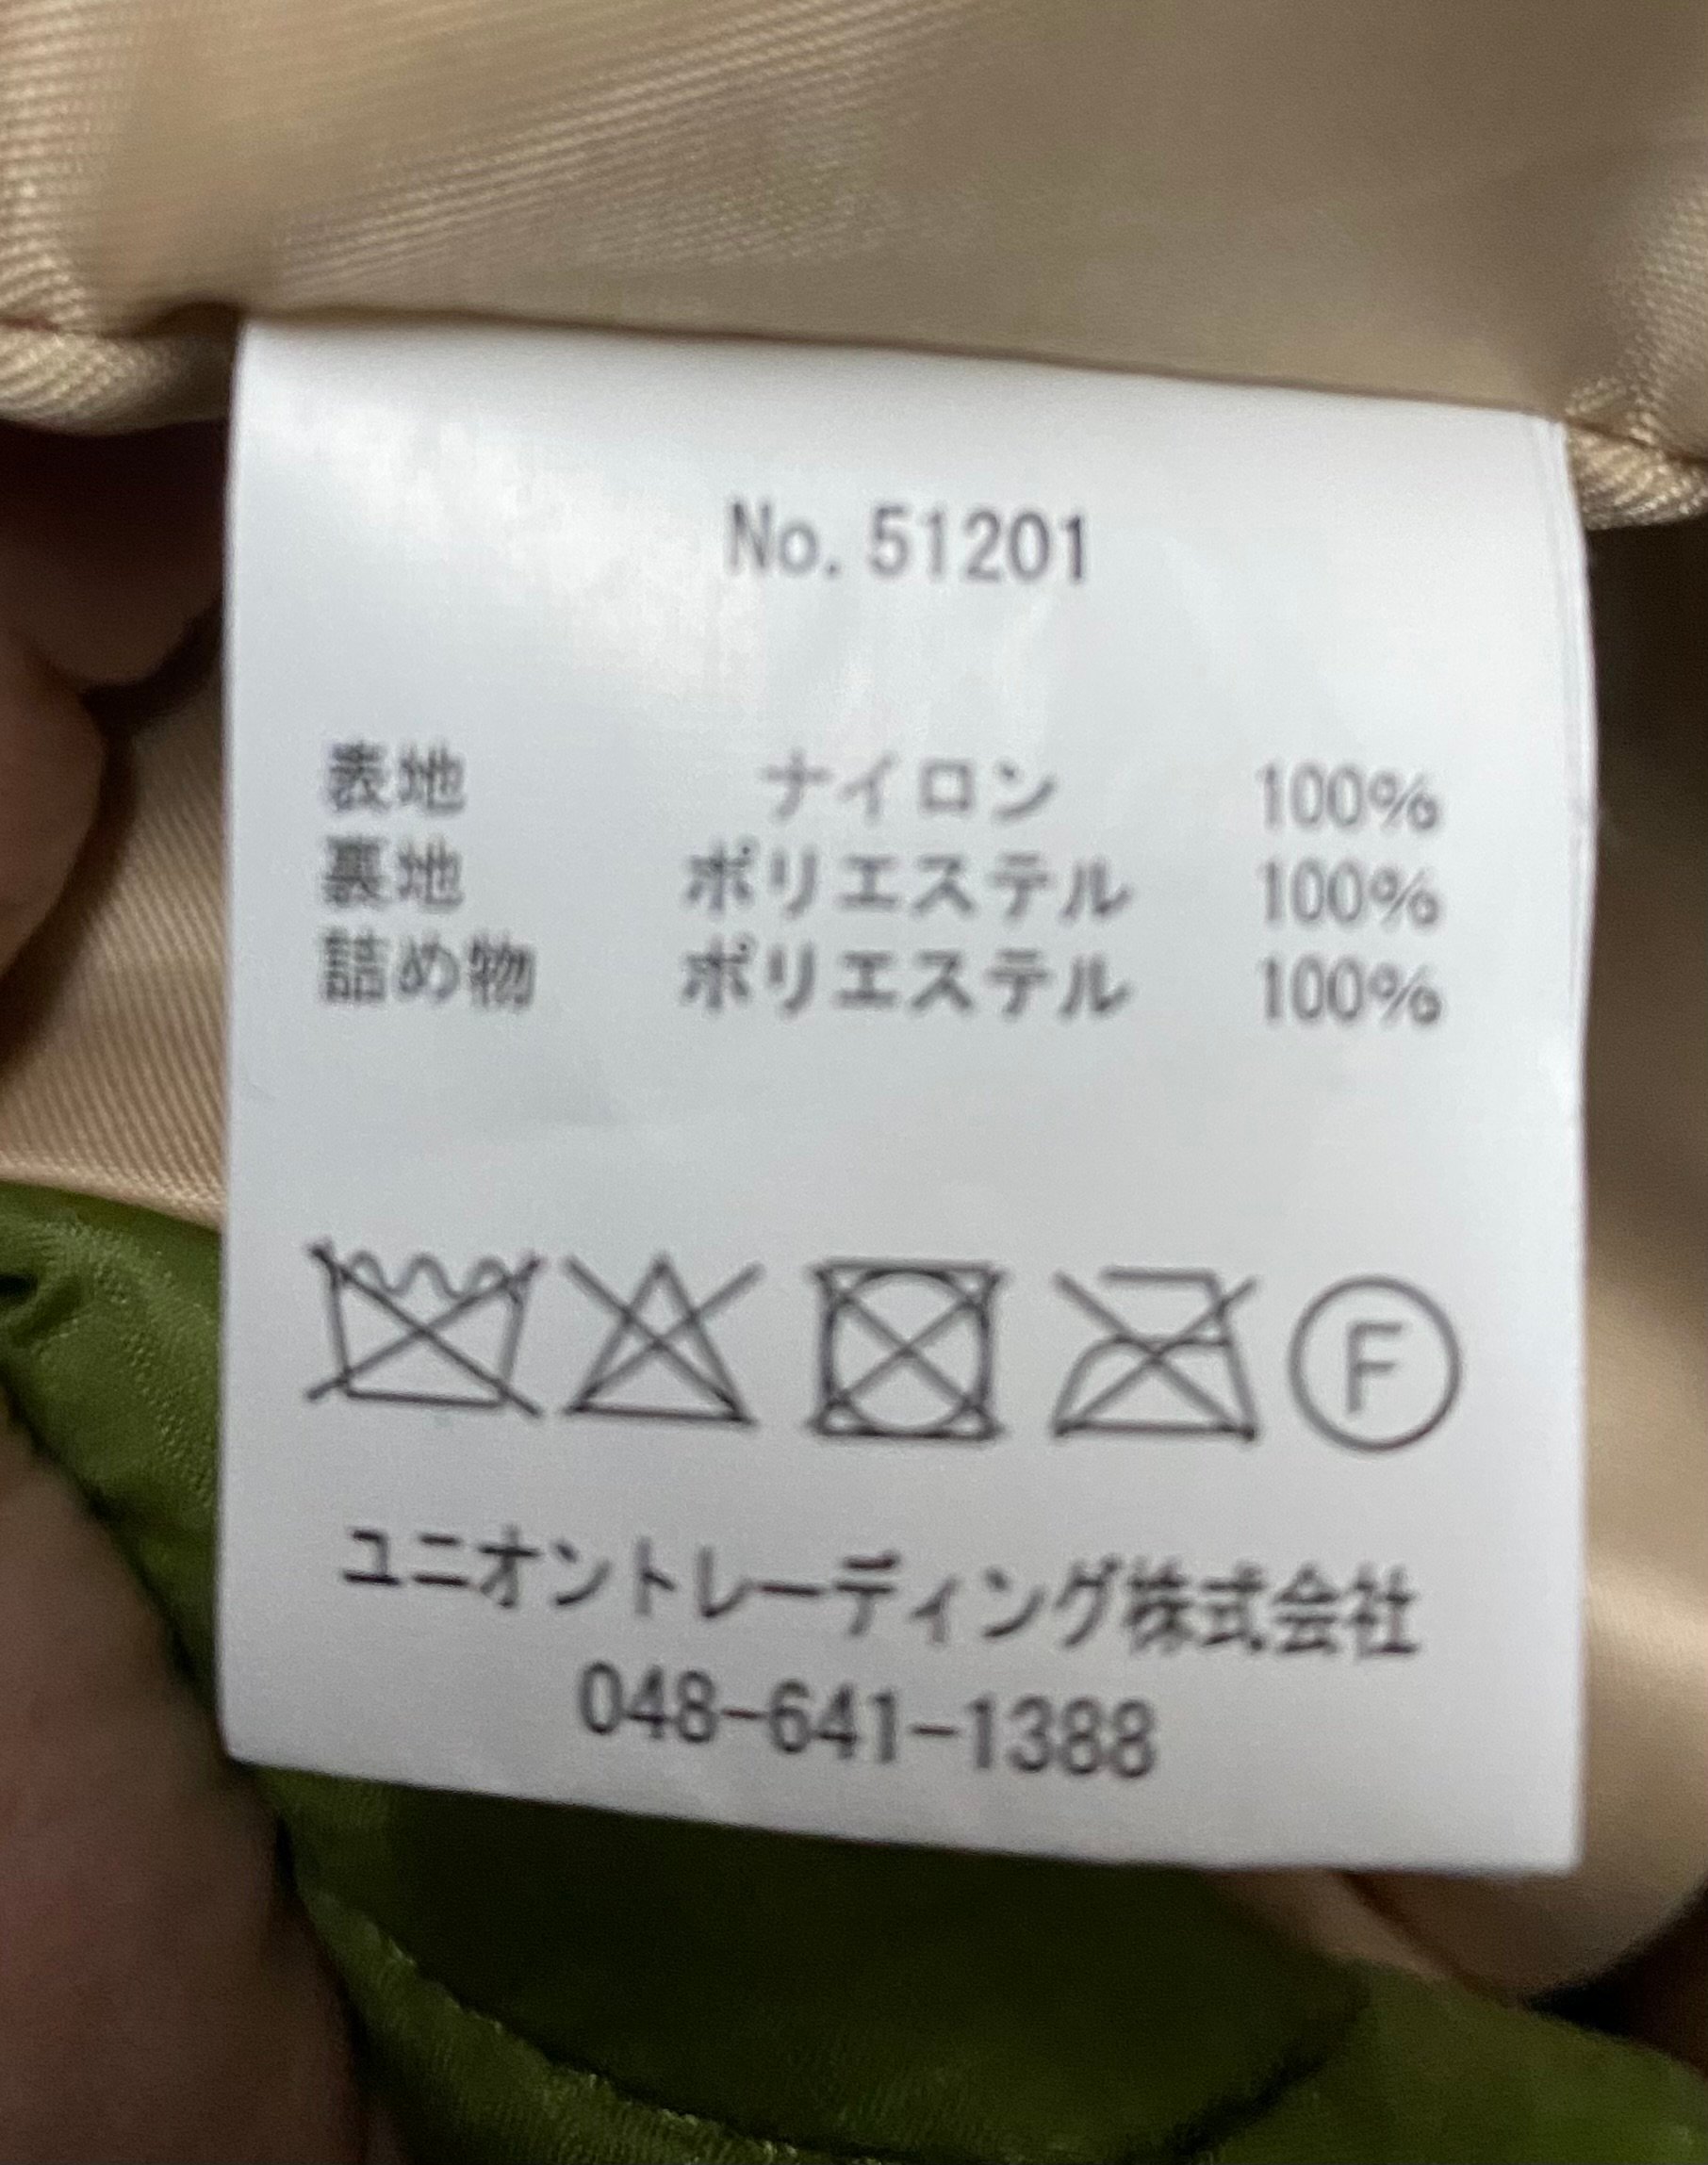 No. 51201
表地 ナイロン 100%
裏地 ポリエステル 100%
詰め物 ポリエステル 100%
F
ユニオントレーディング株式会社
048-641-1388